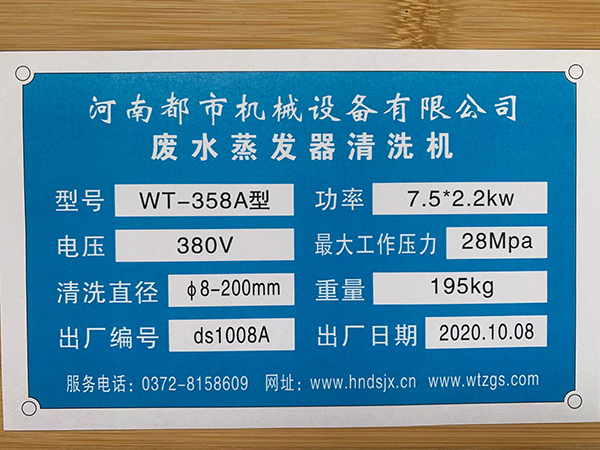 河南都市机械设备有限公司
废水蒸发器清洗机
型号 WT-358A型 功率 7.5*2.2kw
电压 380V 最大工作压力 28Mpa
清洗直径 φ8-200mm 重量 195kg
出厂编号 ds1008A 出厂日期 2020.10.08
服务电话：0372-8158609 网址：www.hndsjx.cn www.wtzgs.com